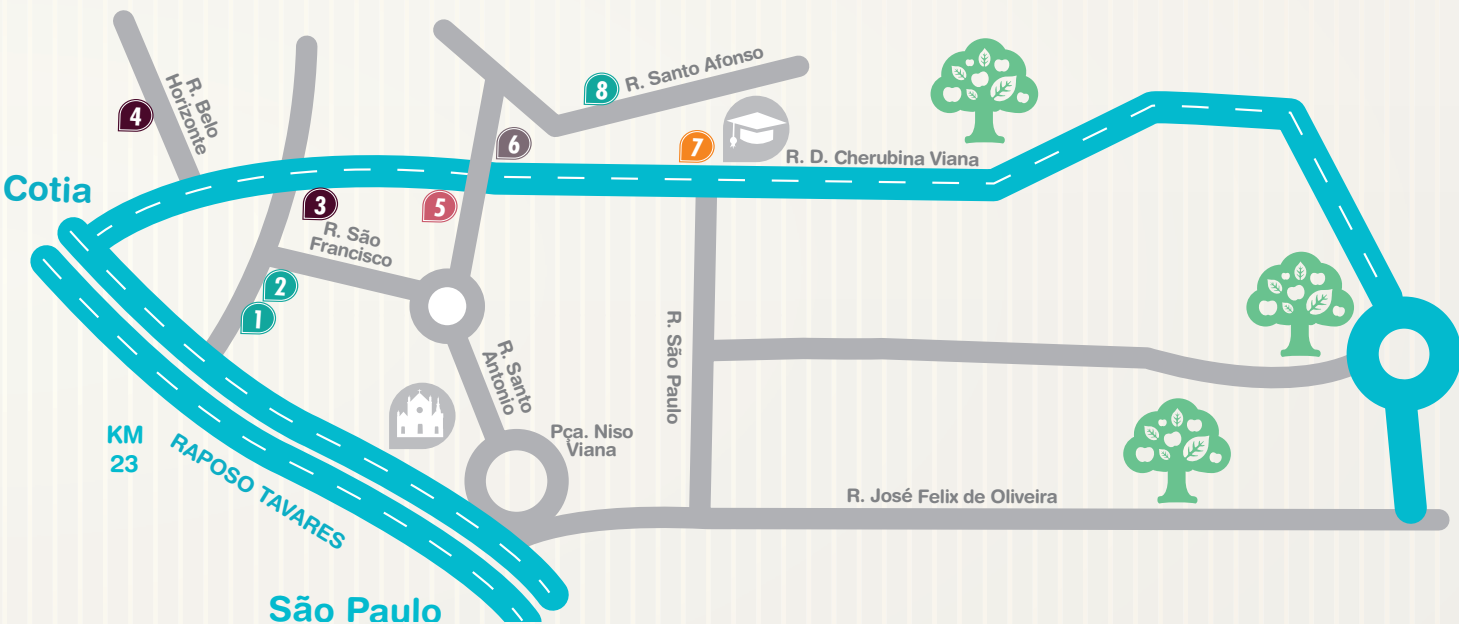 8
R. Santo Afonso
R. Belo
Horizonte
4
6
7
R. D. Cherubina Viana
Cotia
3
5
R. São
Francisco
2
1
R. São Paulo
R. Santo
Antonio
Pça. Niso
Viana
KM
23
RAPOSO TAVARES
R. José Felix de Oliveira
São Paulo